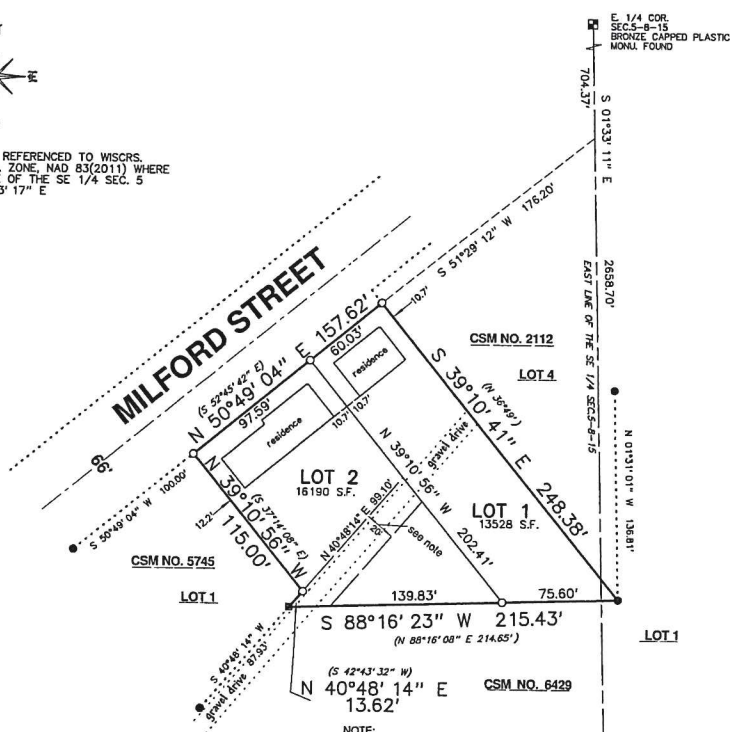 E. 1/4 COR.
SEC.5-8-15
BRONZE CAPPED PLASTIC
MONU. FOUND
704.37'
S 01°33' 11" E
REFERENCED TO WISCRS.
ZONE, NAD 83(2011) WHERE
OF THE SE 1/4 SEC. 5
3' 17" E
S 51°29' 12" W 176.20'
2658.70'
EAST LINE OF THE SE 1/4 SEC.5-8-15
MILFORD STREET
66'
10.7'
N 50°49' 04" E 157.62'
(S 52°45'42" E)
97.59'
60.03'
residence
residence
10.7'
10.7'
CSM NO. 2112
LOT 4
S 39°10'41" E 248.38'
(N 36°49')
gravel drive
N 01°31'01" W 136.81'
S 50°49'04" W 100.00'
12.2'
N 39°10'56" W
(S 37°14'08" E)
115.00'
LOT 2
16190 S.F.
N 39°10'56" W
202.41'
LOT 1
13528 S.F.
N 40°48'14" E 99.10'
20'
see note
CSM NO. 5745
LOT 1
139.83'
75.60'
S 88°16' 23" W 215.43'
(N 88°16'08" E 214.65')
LOT 1
S 40°48' 14" W
87.93'
gravel drive
(S 42°43'32" W)
N 40°48' 14" E
13.62'
CSM NO. 6429
NOTE: